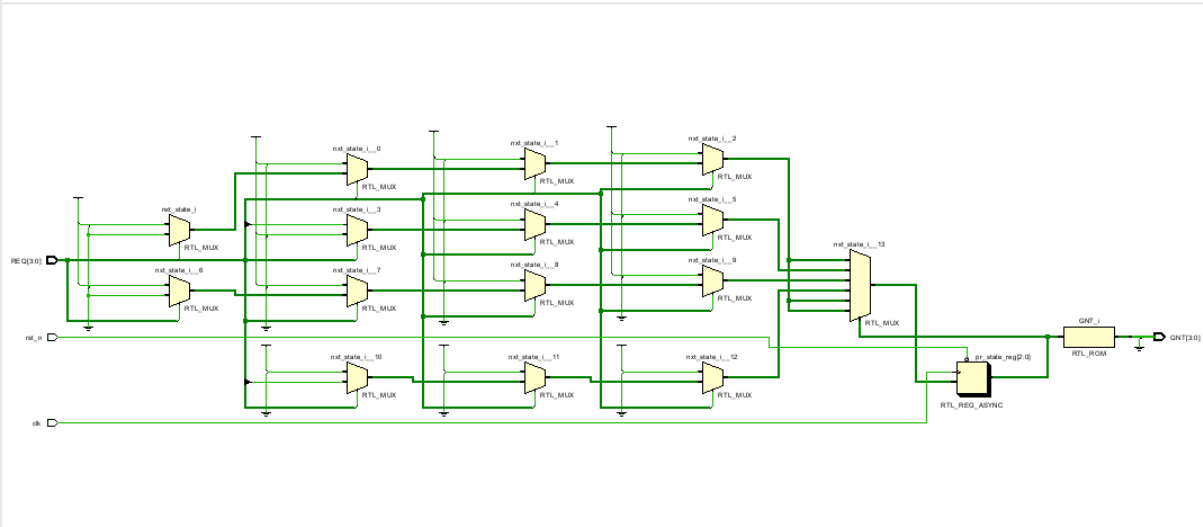 nxt_state_i__2
nxt_state_i__1
nxt_state_i__0
RTL_MUX
RTL_MUX
RTL_MUX
nxt_state_i__5
nxt_state_i__4
nxt_state_i
nxt_state_i__3
RTL_MUX
RTL_MUX
RTL_MUX
RTL_MUX
nxt_state_i__13
REQ[3:0]
nxt_state_i__9
nxt_state_i__8
nxt_state_i__6
nxt_state_i__7
RTL_MUX
RTL_MUX
RTL_MUX
RTL_MUX
RTL_MUX
GNT_i
rst_n
GNT[3:0]
RTL_ROM
nxt_state_i__10
nxt_state_i__11
nxt_state_i__12
pr_state_reg[2:0]
RTL_MUX
RTL_MUX
RTL_MUX
RTL_REG_ASYNC
clk